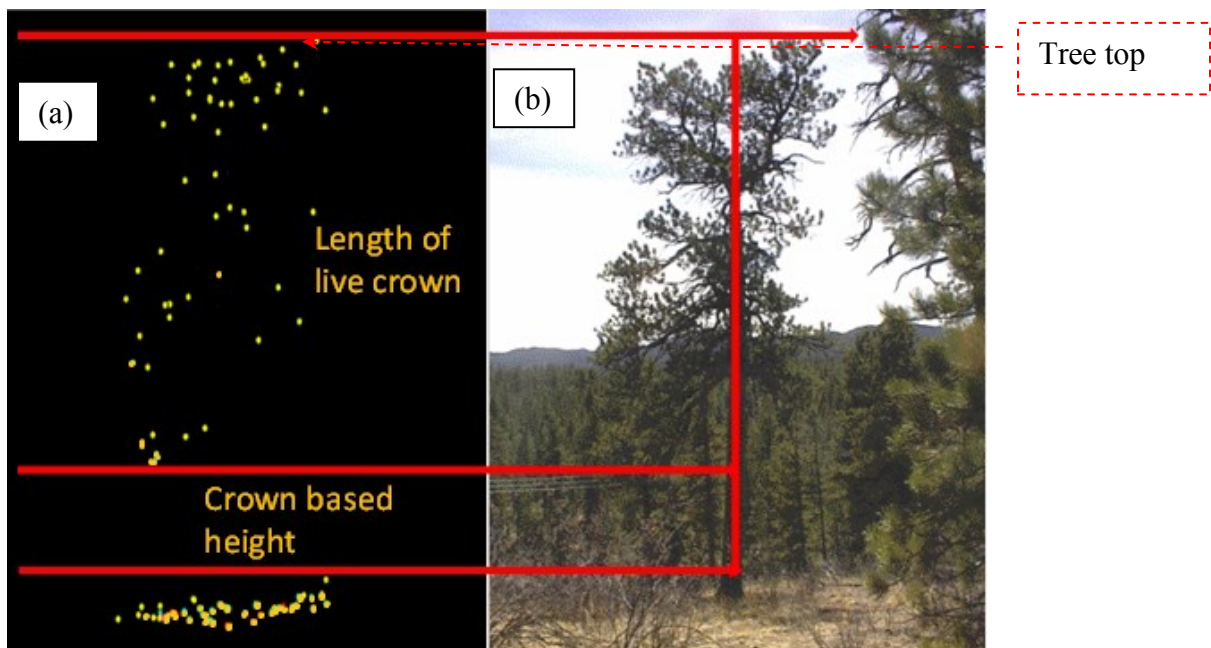 (a)
(b)
Tree top
Length of
live crown
Crown based
height